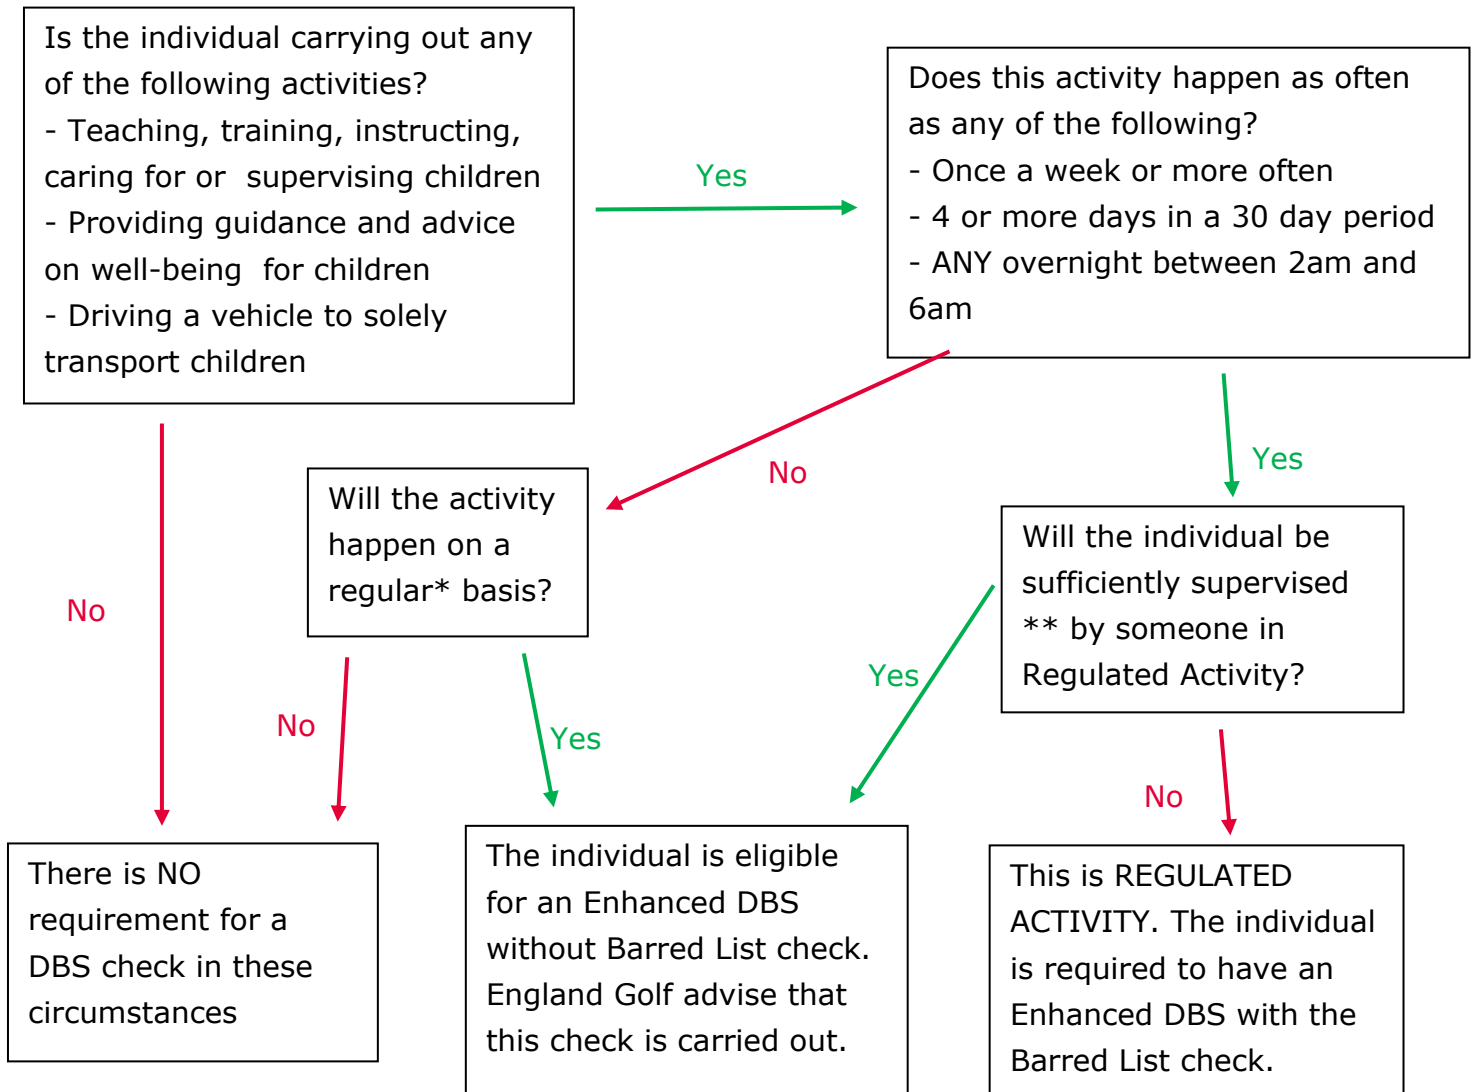 Is the individual carrying out any
of the following activities?
- Teaching, training, instructing,
caring for or supervising children
- Providing guidance and advice
on well-being for children
- Driving a vehicle to solely
transport children
Yes
Does this activity happen as often
as any of the following?
- Once a week or more often
- 4 or more days in a 30 day period
- ANY overnight between 2am and
6am
No
No
Yes
Will the activity
happen on a
regular* basis?
Will the individual be
sufficiently supervised
** by someone in
Regulated Activity?
No
Yes
Yes
No
There is NO
requirement for a
DBS check in these
circumstances
The individual is eligible
for an Enhanced DBS
without Barred List check.
England Golf advise that
this check is carried out.
This is REGULATED
ACTIVITY. The individual
is required to have an
Enhanced DBS with the
Barred List check.